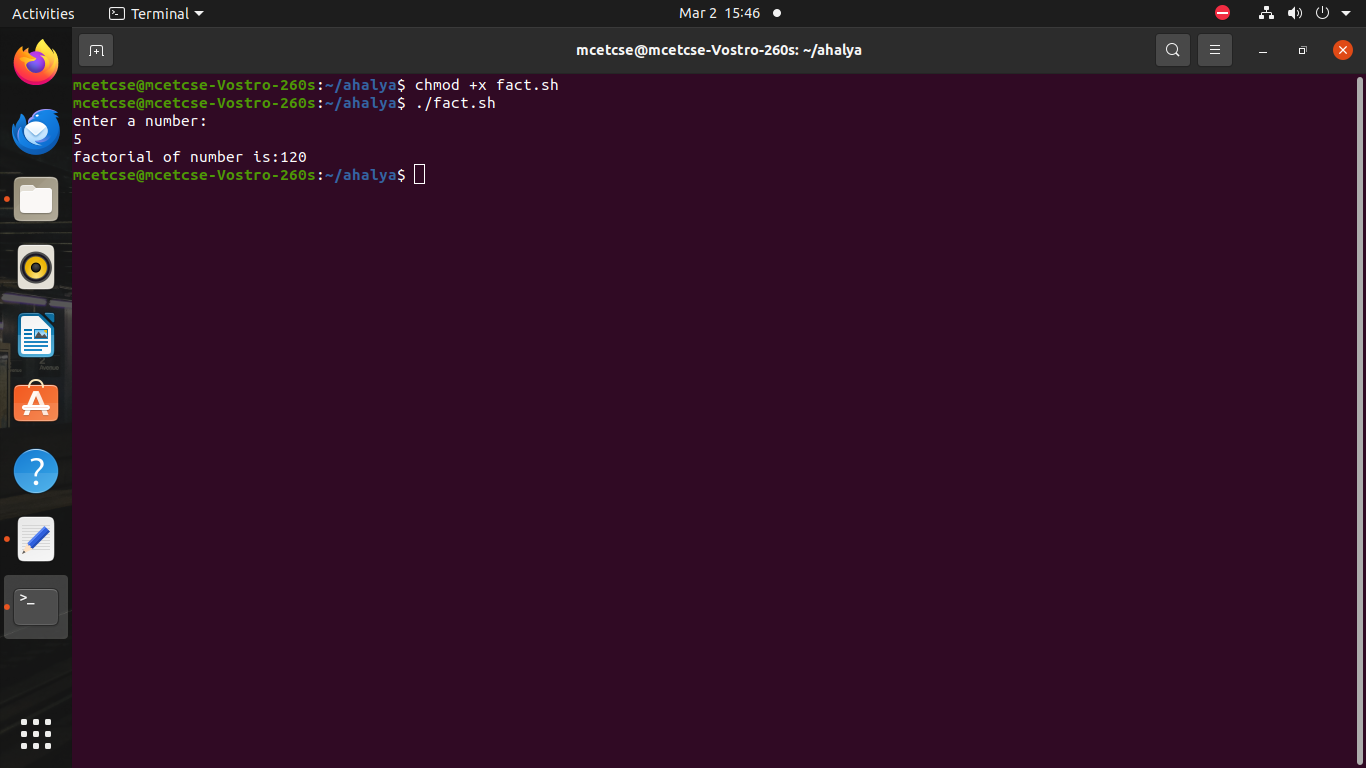 Activities
Terminal
Mar 2 15:46
mcetcse@mcetcse-Vostro-260s: ~/ahalya
mcetcse@mcetcse-Vostro-260s:~/ahalya$ chmod +x fact.sh
mcetcse@mcetcse-Vostro-260s:~/ahalya$ ./fact.sh
enter a number:
5
factorial of number is:120
mcetcse@mcetcse-Vostro-260s:~/ahalya$